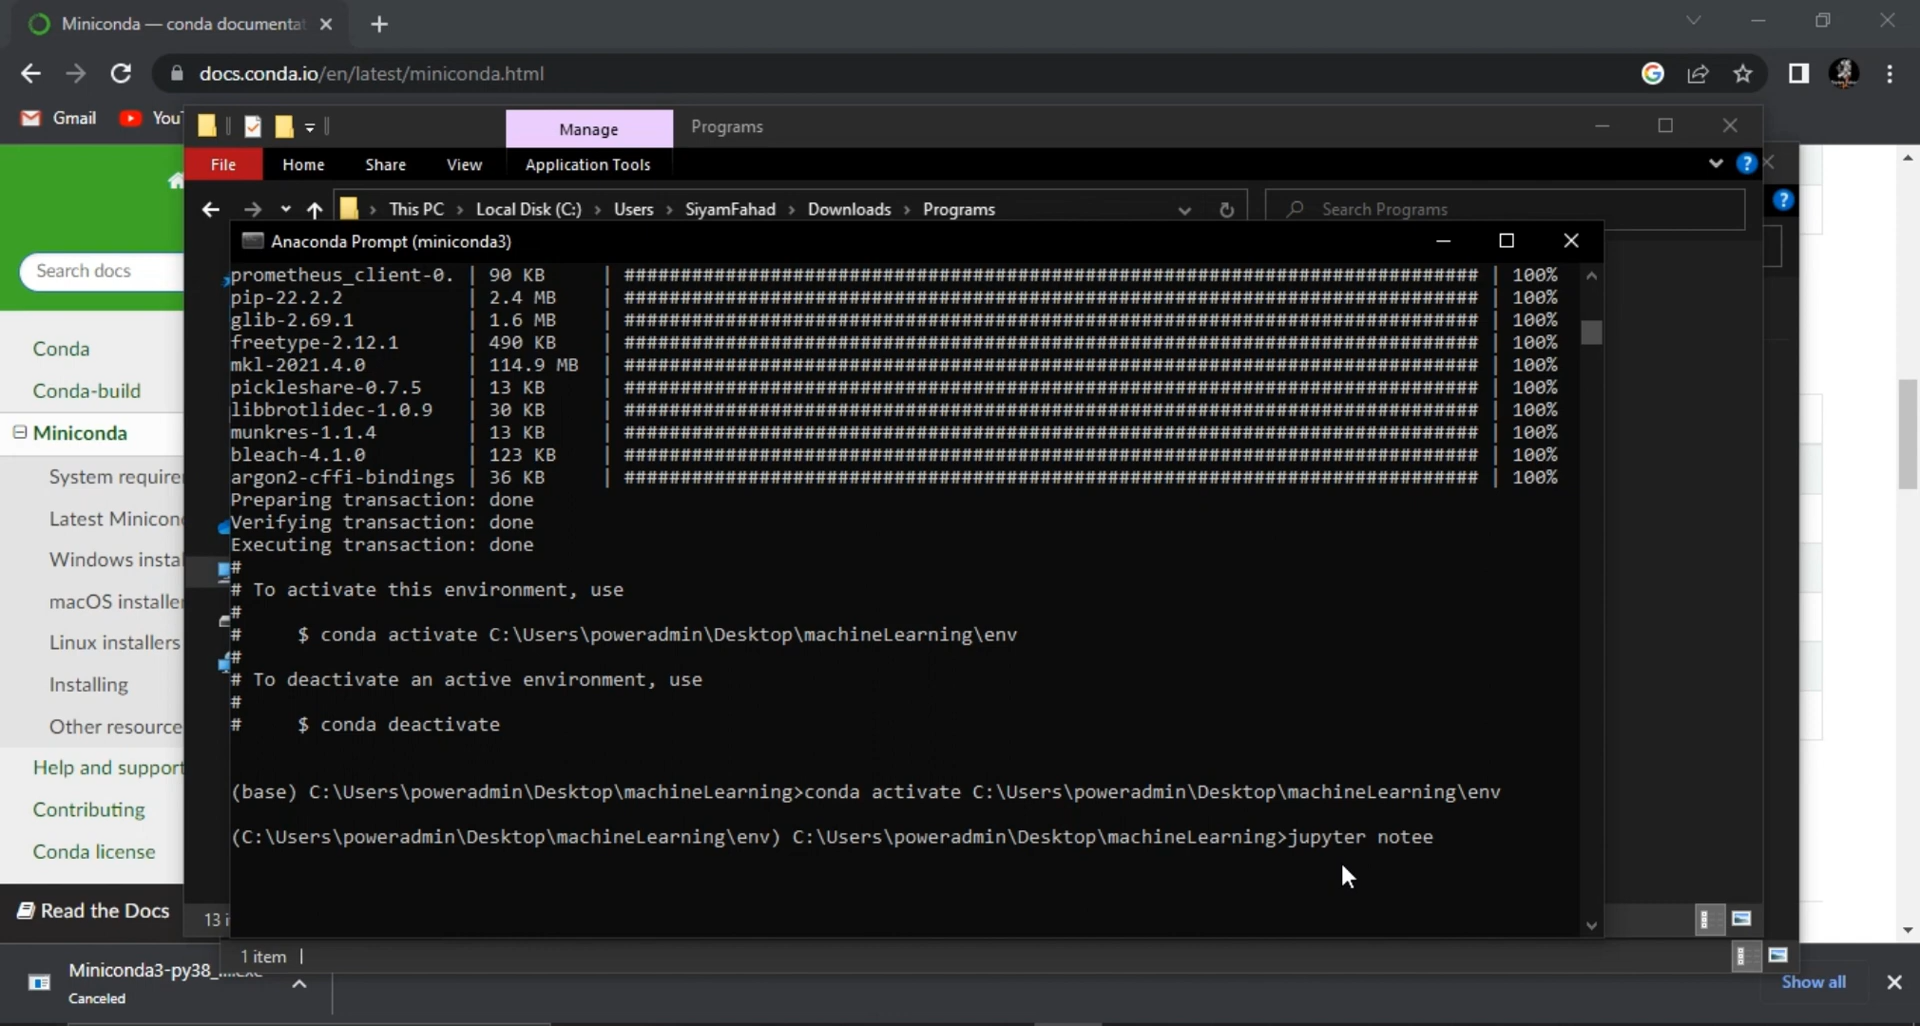 Miniconda — conda documentat
docs.conda.io/en/latest/miniconda.html
Gmail
You
Manage
Programs
File
Home
Share
View
Application Tools
This PC
Local Disk (C:)
Users
SiyamFahad
Downloads
Programs
Search Programs
Anaconda Prompt (miniconda3)
prometheus_client-0. | 90 KB | ############################################################################ | 100%
pip-22.2.2 | 2.4 MB | ############################################################################ | 100%
glib-2.69.1 | 1.6 MB | ############################################################################ | 100%
freetype-2.12.1 | 490 KB | ############################################################################ | 100%
mkl-2021.4.0 | 114.9 MB | ############################################################################ | 100%
pickleshare-0.7.5 | 13 KB | ############################################################################ | 100%
libbrotlidec-1.0.9 | 30 KB | ############################################################################ | 100%
munkres-1.1.4 | 13 KB | ############################################################################ | 100%
bleach-4.1.0 | 123 KB | ############################################################################ | 100%
argon2-cffi-bindings | 36 KB | ############################################################################ | 100%
Preparing transaction: done
Verifying transaction: done
Executing transaction: done
#
# To activate this environment, use
#
#     $ conda activate C:\Users\poweradmin\Desktop\machineLearning\env
#
# To deactivate an active environment, use
#
#     $ conda deactivate
(base) C:\Users\poweradmin\Desktop\machineLearning>conda activate C:\Users\poweradmin\Desktop\machineLearning\env
(C:\Users\poweradmin\Desktop\machineLearning\env) C:\Users\poweradmin\Desktop\machineLearning>jupyter notee
Search docs
Conda
Conda-build
Miniconda
System require
Latest Minicon
Windows insta
macOS installe
Linux installers
Installing
Other resource
Help and support
Contributing
Conda license
Read the Docs
13 i
1 item
Miniconda3-py38_....exe
Canceled
Show all